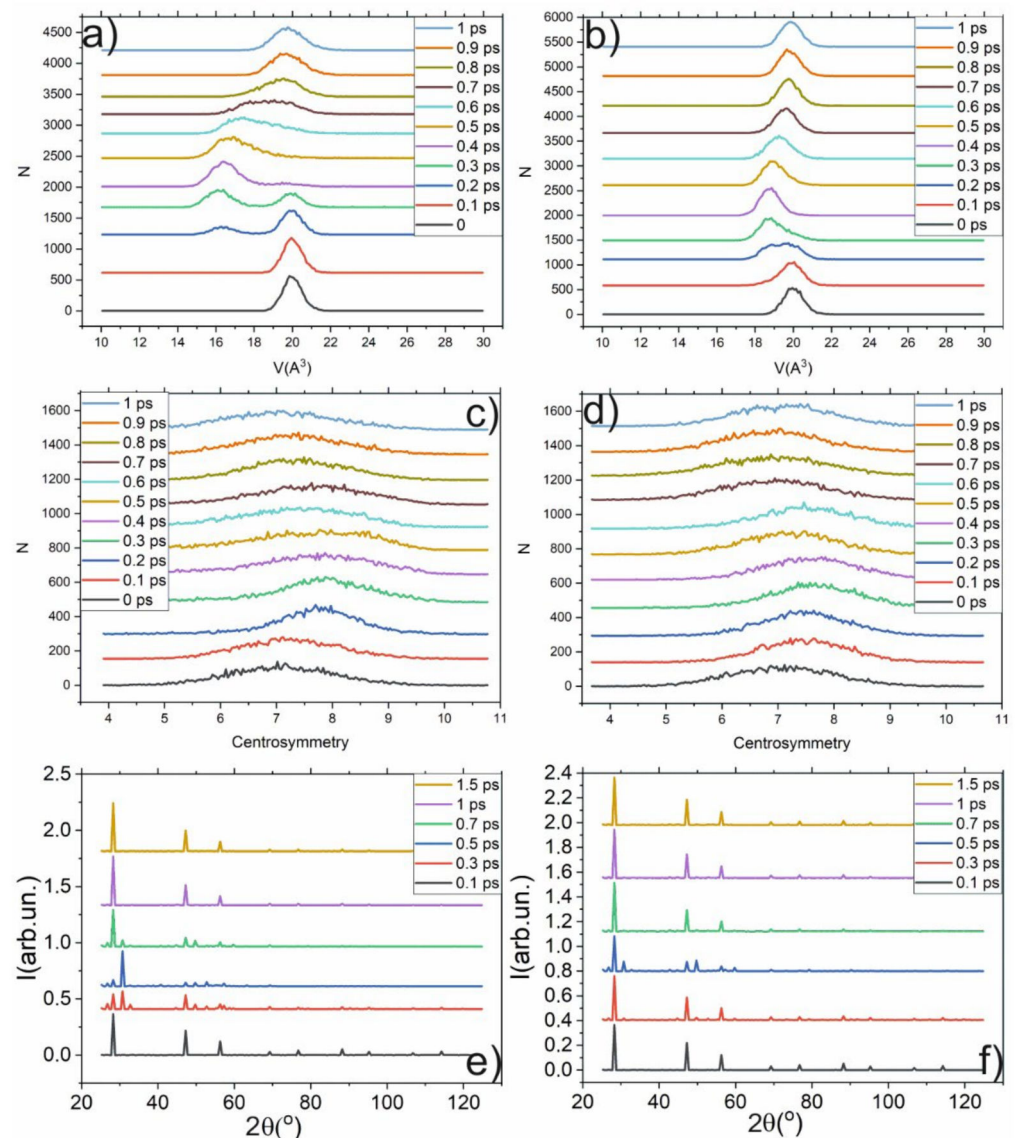 a)
4500
4000
3500
3000
2500
2000
1500
1000
500
0
N
10 12 14 16 18 20 22 24 26 28 30
V(A³)
1 ps
0.9 ps
0.8 ps
0.7 ps
0.6 ps
0.5 ps
0.4 ps
0.3 ps
0.2 ps
0.1 ps
0
b)
6000
5500
5000
4500
4000
3500
3000
2500
2000
1500
1000
500
0
N
10 12 14 16 18 20 22 24 26 28 30
V(A³)
1 ps
0.9 ps
0.8 ps
0.7 ps
0.6 ps
0.5 ps
0.4 ps
0.3 ps
0.2 ps
0.1 ps
0 ps
c)
1600
1400
1200
1000
800
600
400
200
0
N
4 5 6 7 8 9 10 11
Centrosymmetry
1 ps
0.9 ps
0.8 ps
0.7 ps
0.6 ps
0.5 ps
0.4 ps
0.3 ps
0.2 ps
0.1 ps
0 ps
d)
1600
1400
1200
1000
800
600
400
200
0
N
4 5 6 7 8 9 10 11
Centrosymmetry
1 ps
0.9 ps
0.8 ps
0.7 ps
0.6 ps
0.5 ps
0.4 ps
0.3 ps
0.2 ps
0.1 ps
0 ps
2.5
2.0
1.5
1.0
0.5
0.0
I(arb.un.)
20 40 60 80 100 120
2θ(°)
1.5 ps
1 ps
0.7 ps
0.5 ps
0.3 ps
0.1 ps
e)
2.4
2.2
2.0
1.8
1.6
1.4
1.2
1.0
0.8
0.6
0.4
0.2
0.0
I(arb.un.)
20 40 60 80 100 120
2θ(°)
1.5 ps
1 ps
0.7 ps
0.5 ps
0.3 ps
0.1 ps
f)